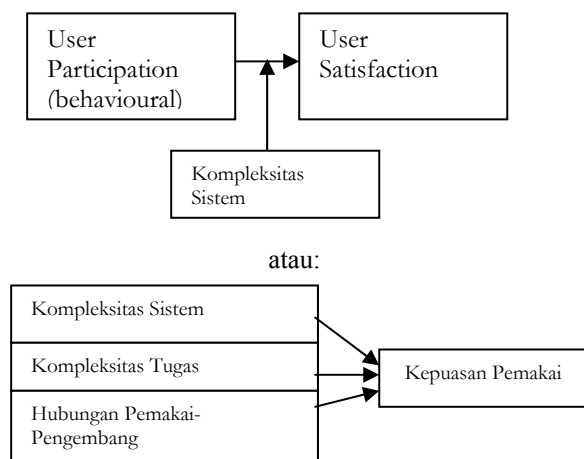 User
Participation
(behavioural)
User
Satisfaction
Kompleksitas
Sistem
atau:
Kompleksitas Sistem
Kompleksitas Tugas
Hubungan Pemakai-
Pengembang
Kepuasan Pemakai